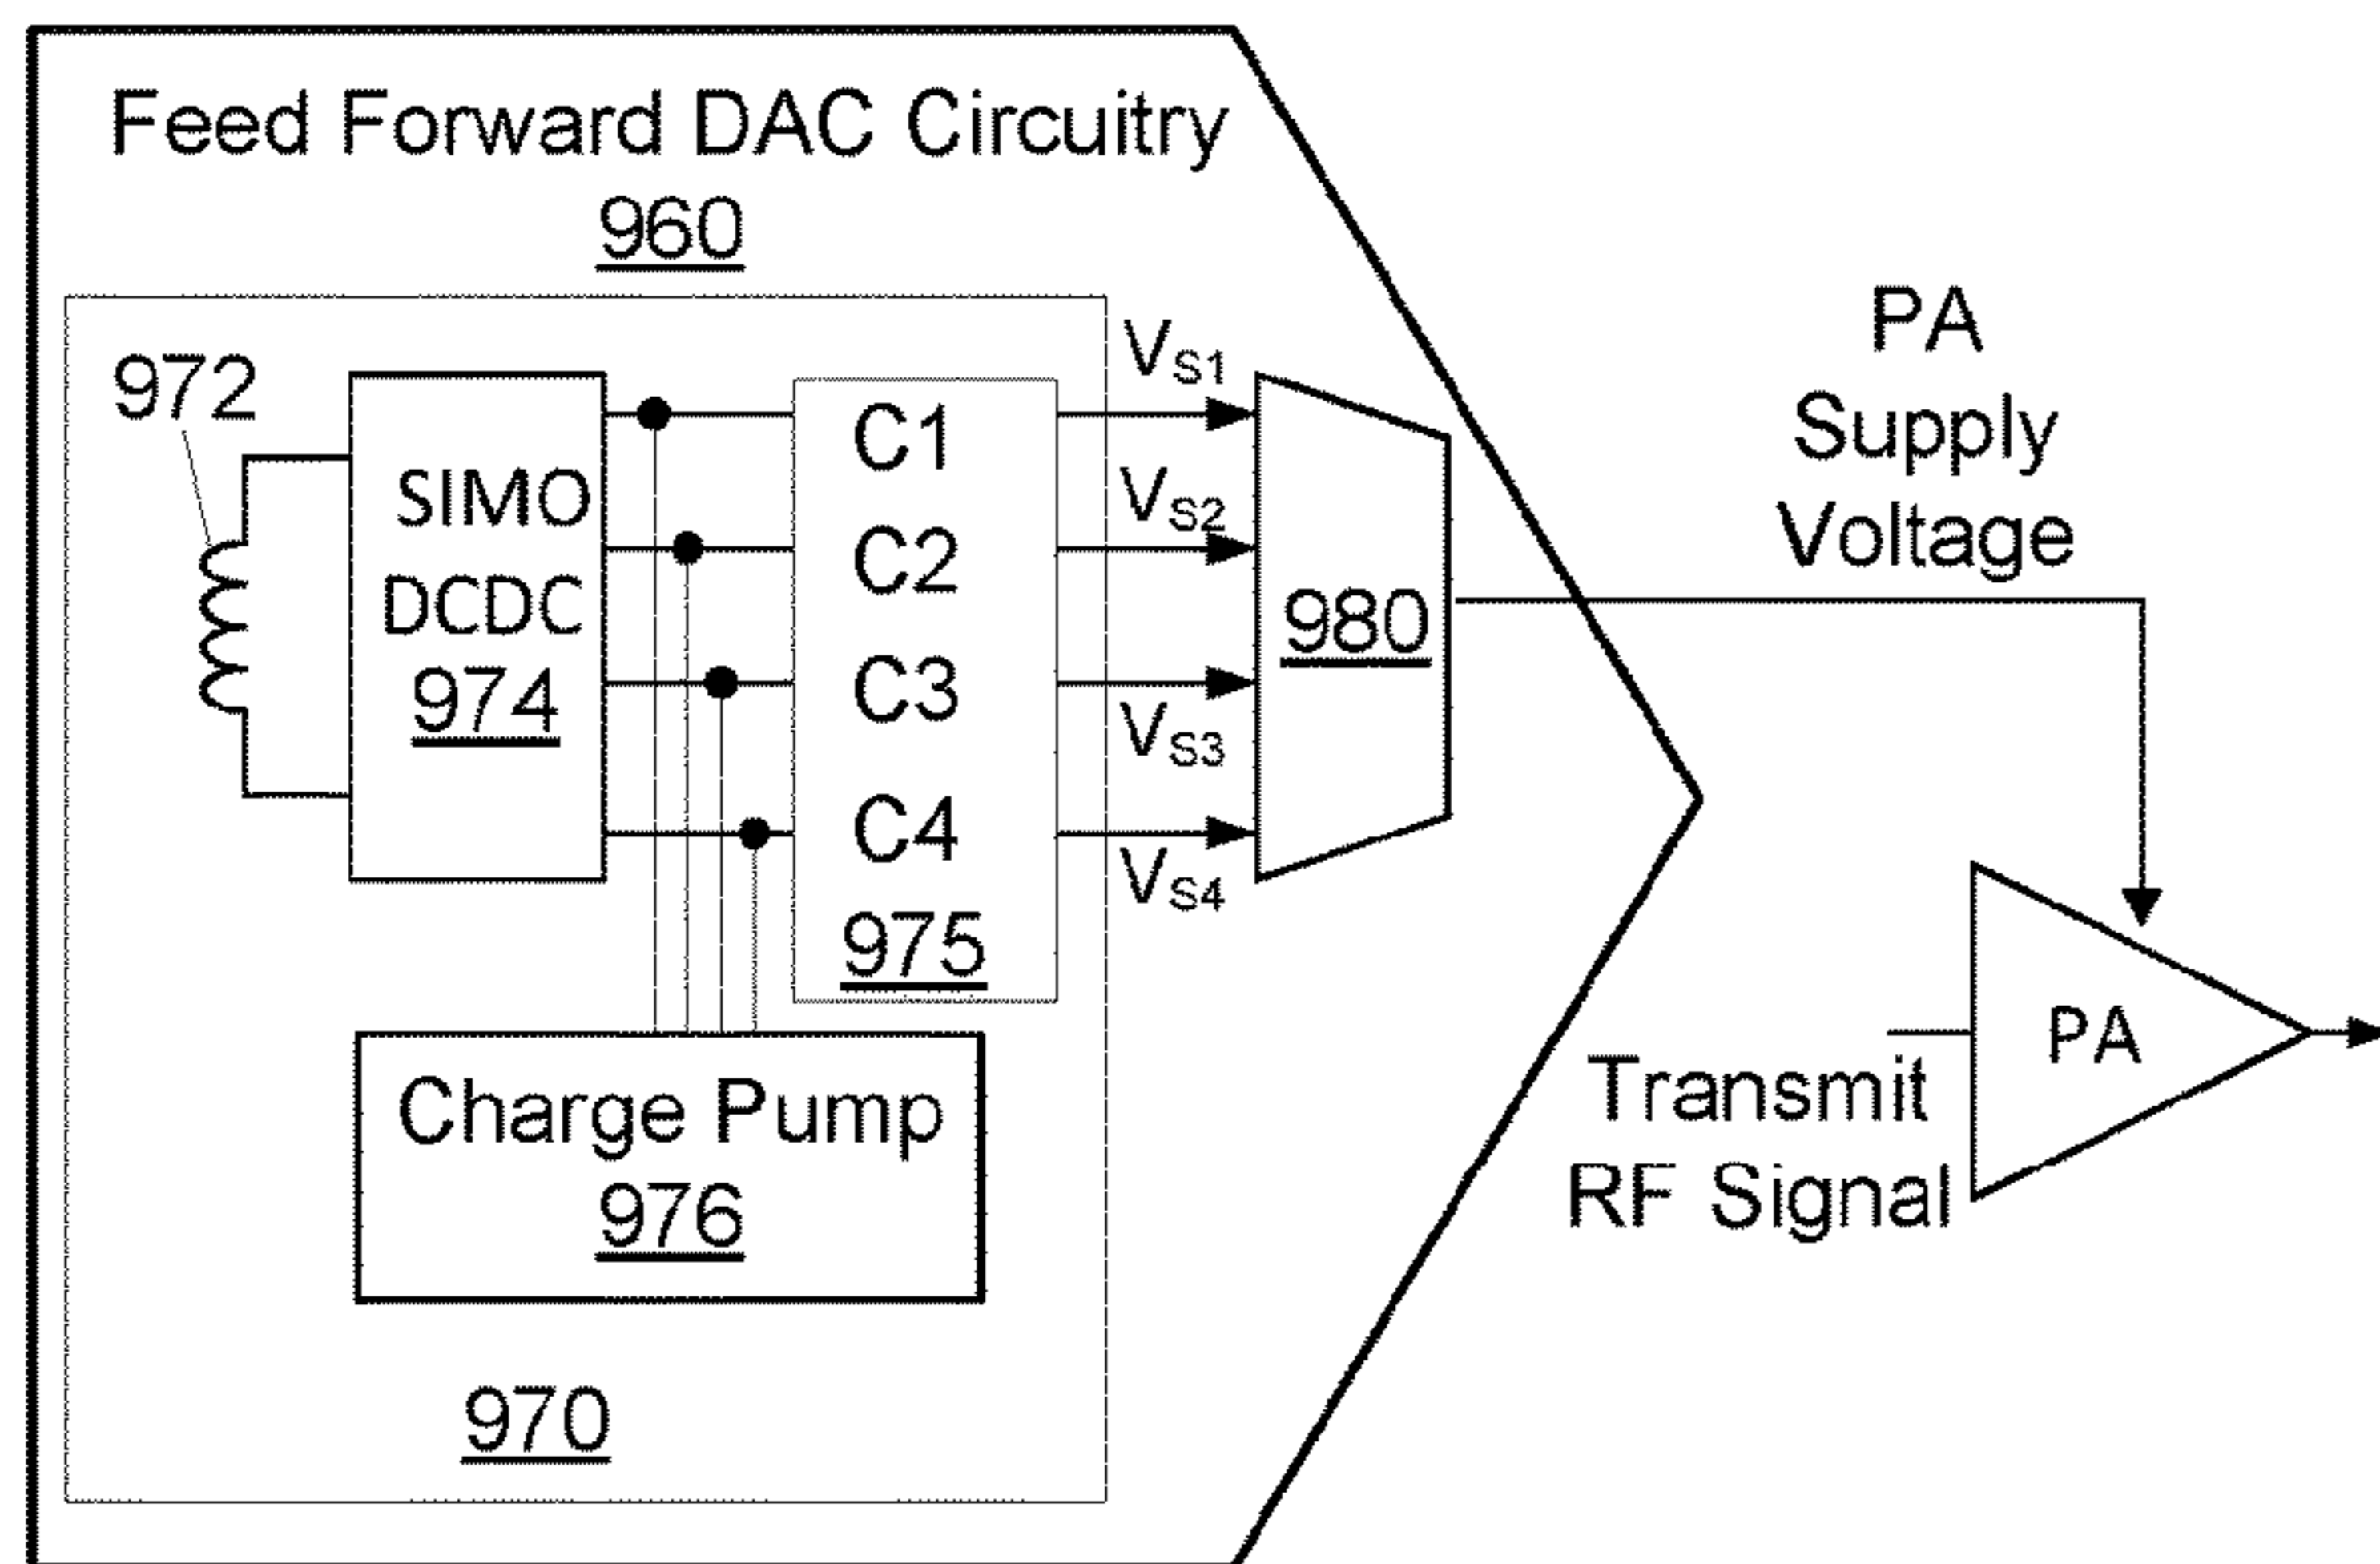 Feed Forward DAC Circuitry
960
972
SIMO
DCDC
974
C1
C2
C3
C4
975
VS1
VS2
VS3
VS4
980
PA
Supply
Voltage
Charge Pump
976
970
Transmit
RF Signal
PA